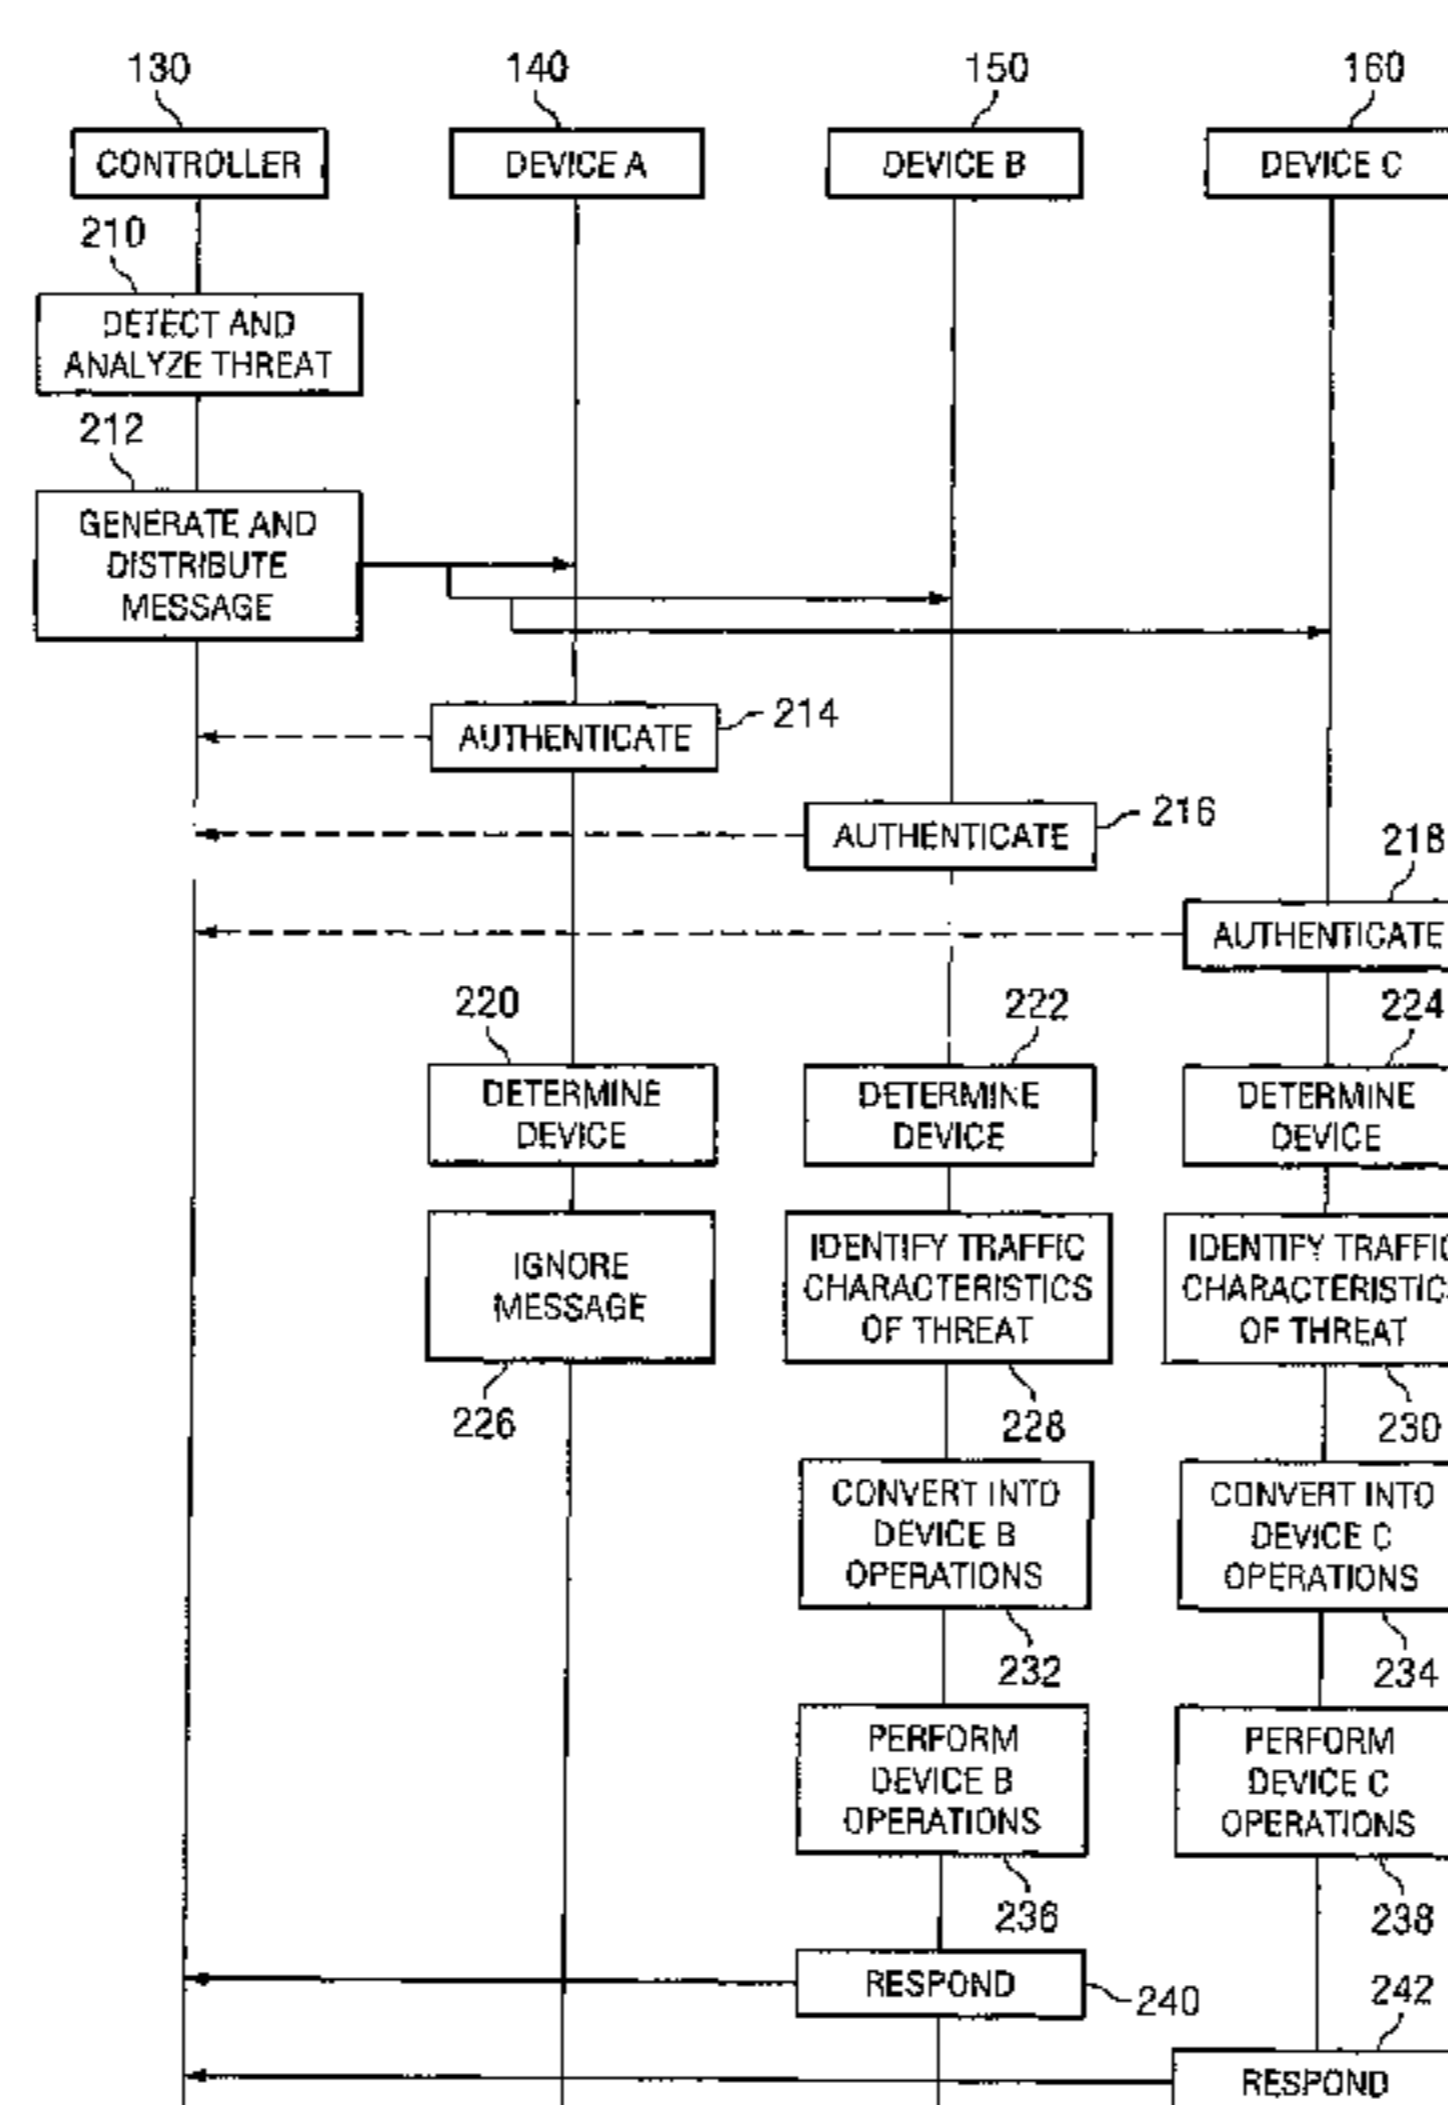 130
140
150
160
CONTROLLER
DEVICE A
DEVICE B
DEVICE C
210
DETECT AND
ANALYZE THREAT
212
GENERATE AND
DISTRIBUTE
MESSAGE
AUTHENTICATE
214
AUTHENTICATE
216
218
AUTHENTICATE
220
222
224
DETERMINE
DEVICE
DETERMINE
DEVICE
DETERMINE
DEVICE
IGNORE
MESSAGE
IDENTIFY TRAFFIC
CHARACTERISTICS
OF THREAT
IDENTIFY TRAFFIC
CHARACTERISTICS
OF THREAT
226
228
230
CONVERT INTO
DEVICE B
OPERATIONS
CONVERT INTO
DEVICE C
OPERATIONS
232
234
PERFORM
DEVICE B
OPERATIONS
PERFORM
DEVICE C
OPERATIONS
236
238
RESPOND
240
242
RESPOND